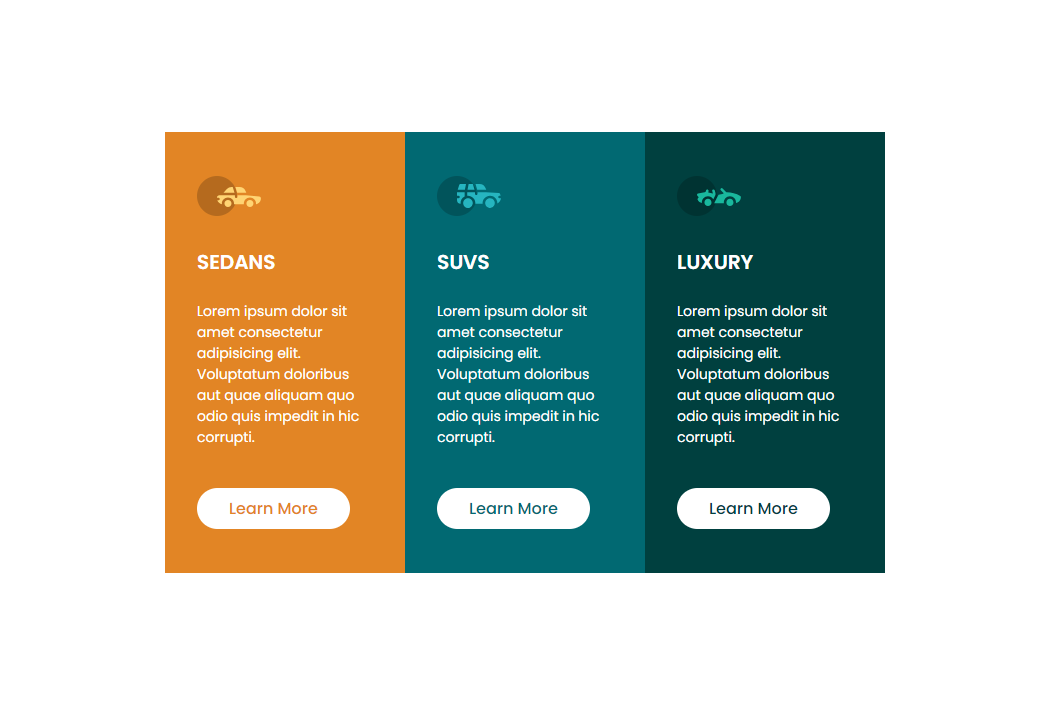 SEDANS
Lorem ipsum dolor sit
amet consectetur
adipisicing elit.
Voluptatum doloribus
aut quae aliquam quo
odio quis impedit in hic
corrupti.
Learn More
SUVS
Lorem ipsum dolor sit
amet consectetur
adipisicing elit.
Voluptatum doloribus
aut quae aliquam quo
odio quis impedit in hic
corrupti.
Learn More
LUXURY
Lorem ipsum dolor sit
amet consectetur
adipisicing elit.
Voluptatum doloribus
aut quae aliquam quo
odio quis impedit in hic
corrupti.
Learn More